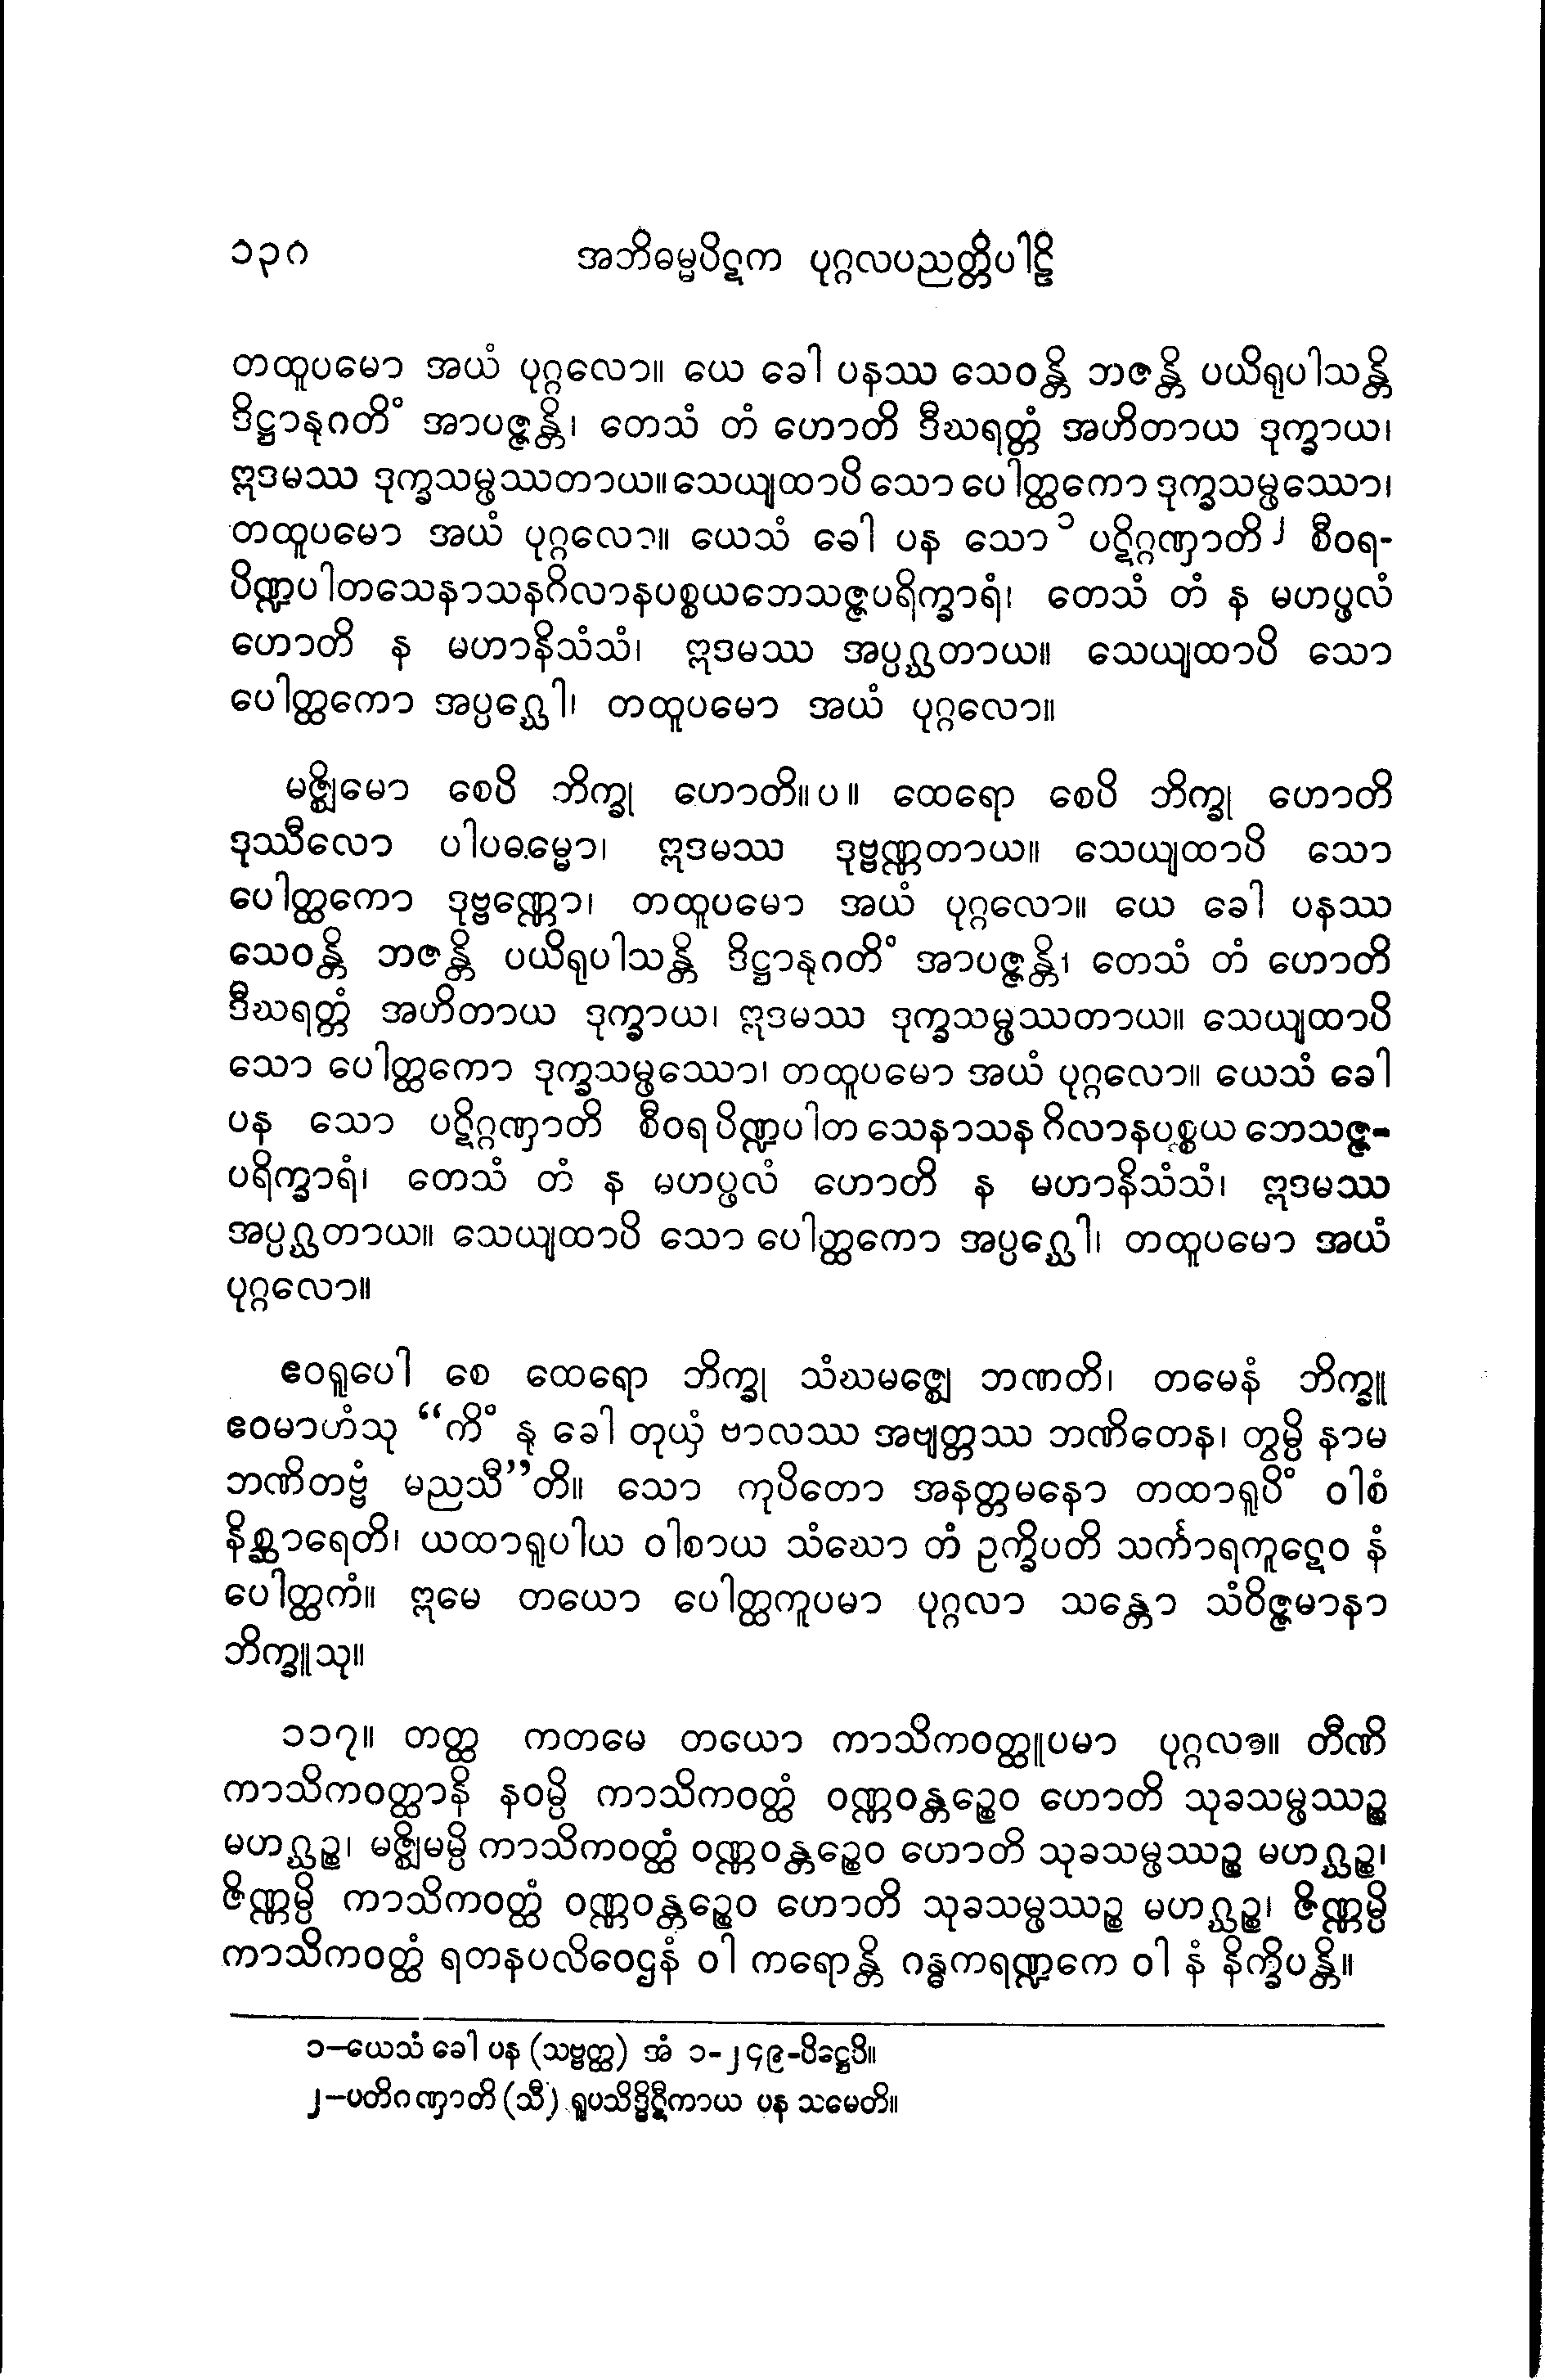 ၁၃၀ အဘိဓမ္မပိဋက ပုဂ္ဂလပညတ္တိပါဠိ
တထူပမော အယံ ပုဂ္ဂလော။ ယေ ခေါ ပနဿ သေဝန္တိ ဘဇန္တိ ပယိရုပါသန္တိ
ဒိဋ္ဌာနုဂတိံ အာပဇ္ဇန္တိ၊ တေသံ တံ ဟောတိ ဒီဃရတ္တံ အဟိတာယ ဒုက္ခာယ၊
ဣဒမဿ ဒုက္ခသမ္ဖဿတာယ။ သေယျထာပိ သော ပေါတ္ထကော ဒုက္ခသမ္ဖဿော၊
တထူပမော အယံ ပုဂ္ဂလော။ ယေသံ ခေါ ပန သော ၁ ပဋိဂ္ဂဏှာတိ ၂ စီဝရ-
ပိဏ္ဍပါတသေနာသနဂိလာနပစ္စယဘေသဇ္ဇပရိက္ခာရံ၊ တေသံ တံ န မဟပ္ဖလံ
ဟောတိ န မဟာနိသံသံ၊ ဣဒမဿ အပ္ပဂ္ဃတာယ။ သေယျထာပိ သော
ပေါတ္ထကော အပ္ပဂ္ဃေါ၊ တထူပမော အယံ ပုဂ္ဂလော။
မဇ္ဈိမော စေပိ ဘိက္ခု ဟောတိ။ပ။ ထေရော စေပိ ဘိက္ခု ဟောတိ
ဒုဿီလော ပါပဓမ္မော၊ ဣဒမဿ ဒုဗ္ဗဏ္ဏတာယ။ သေယျထာပိ သော
ပေါတ္ထကော ဒုဗ္ဗဏ္ဏော၊ တထူပမော အယံ ပုဂ္ဂလော။ ယေ ခေါ ပနဿ
သေဝန္တိ ဘဇန္တိ ပယိရုပါသန္တိ ဒိဋ္ဌာနုဂတိံ အာပဇ္ဇန္တိ၊ တေသံ တံ ဟောတိ
ဒီဃရတ္တံ အဟိတာယ ဒုက္ခာယ၊ ဣဒမဿ ဒုက္ခသမ္ဖဿတာယ။ သေယျထာပိ
သော ပေါတ္ထကော ဒုက္ခသမ္ဖဿော၊ တထူပမော အယံ ပုဂ္ဂလော။ ယေသံ ခေါ
ပန သော ပဋိဂ္ဂဏှာတိ စီဝရပိဏ္ဍပါတ သေနာသန ဂိလာနပစ္စယ ဘေသဇ္ဇ-
ပရိက္ခာရံ၊ တေသံ တံ န မဟပ္ဖလံ ဟောတိ န မဟာနိသံသံ၊ ဣဒမဿ
အပ္ပဂ္ဃတာယ။ သေယျထာပိ သော ပေါတ္ထကော အပ္ပဂ္ဃေါ၊ တထူပမော အယံ
ပုဂ္ဂလော။
ဧဝရူပေါ စေ ထေရော ဘိက္ခု သံဃမဇ္ဈေ ဘဏတိ၊ တမေနံ ဘိက္ခူ
ဧဝမာဟံသု “ကိံ နု ခေါ တုယှံ ဗာလဿ အဗျတ္တဿ ဘဏိတေန၊ တွမ္ပိ နာမ
ဘဏိတဗ္ဗံ မညသီ”တိ။ သော ကုပိတော အနတ္တမနော တထာရူပိံ ဝါစံ
နိစ္ဆာရေတိ၊ ယထာရူပါယ ဝါစာယ သံဃော တံ ဥက္ခိပတိ သင်္ကာရကူဋေဝ နံ
ပေါတ္ထကံ။ ဣမေ တယော ပေါတ္ထကူပမာ ပုဂ္ဂလာ သန္တော သံဝိဇ္ဇမာနာ
ဘိက္ခူသု။
၁၁၇။ တတ္ထ ကတမေ တယော ကာသိကဝတ္ထူပမာ ပုဂ္ဂလာ။ တီဏိ
ကာသိကဝတ္ထာနိ နဝမ္ပိ ကာသိကဝတ္ထံ ဝဏ္ဏဝန္တဉ္စေဝ ဟောတိ သုခသမ္ဖဿဉ္စ
မဟဂ္ဃဉ္စ၊ မဇ္ဈိမမ္ပိ ကာသိကဝတ္ထံ ဝဏ္ဏဝန္တဉ္စေဝ ဟောတိ သုခသမ္ဖဿဉ္စ မဟဂ္ဃဉ္စ၊
ဇိဏ္ဏမ္ပိ ကာသိကဝတ္ထံ ဝဏ္ဏဝန္တဉ္စေဝ ဟောတိ သုခသမ္ဖဿဉ္စ မဟဂ္ဃဉ္စ၊ ဇိဏ္ဏမ္ပိ
ကာသိကဝတ္ထံ ရတနပလိဝေဌနံ ဝါ ကရောန္တိ ဂန္ဓကရဏ္ဍကေ ဝါ နံ နိက္ခိပန္တိ။
၁–ယေသံ ခေါ ပန (သဗ္ဗတ္ထ) အံ ၁-၂၄၉-ပိဋ္ဌေပိ။
၂–ပတိဂဏှာတိ (သီ) ရူပသိဒ္ဓိဋီကာယ ပန သမေတိ။